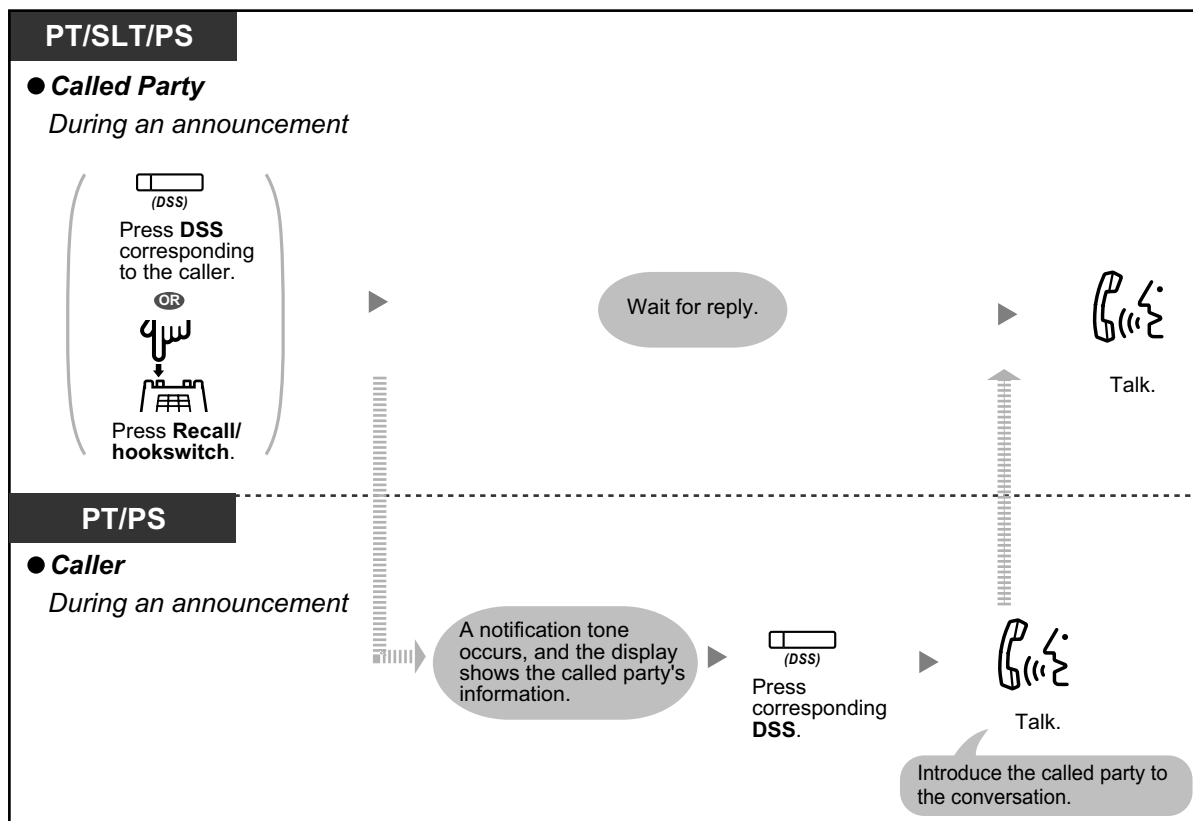 PT/SLT/PS
● Called Party
During an announcement
(DSS)
Press DSS
corresponding
to the caller.
OR
Press Recall/
hookswitch.
Wait for reply.
Talk.
PT/PS
● Caller
During an announcement
A notification tone
occurs, and the display
shows the called party's
information.
(DSS)
Press
corresponding
DSS.
Talk.
Introduce the called party to
the conversation.